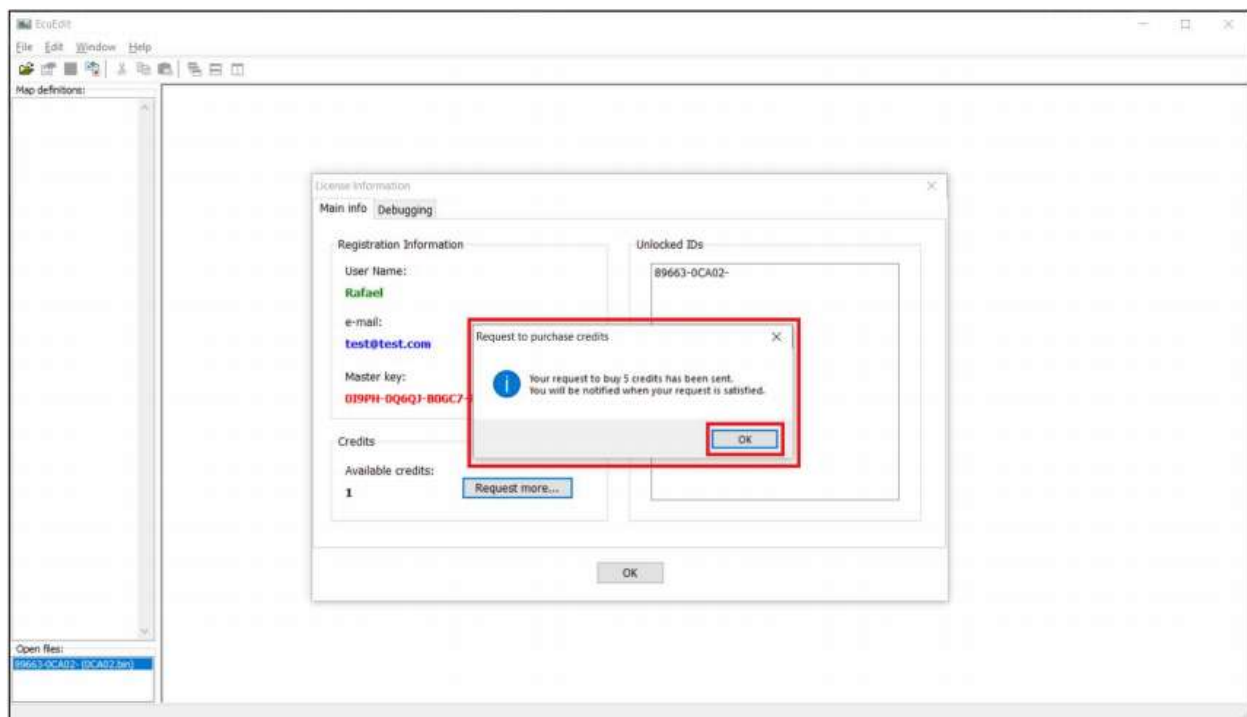 EcuEdit
File Edit Window Help
Map definitions:
License Information
Main info Debugging
Registration Information
User Name:
Rafael
e-mail:
test@test.com
Master key:
0I9PH-0Q6QJ-B0GC7-
Credits
Available credits:
1
Request more...
Unlocked IDs
89663-0CA02-
Request to purchase credits
Your request to buy 5 credits has been sent.
You will be notified when your request is satisfied.
OK
OK
Open files:
89663-0CA02- (0CA02.bin)